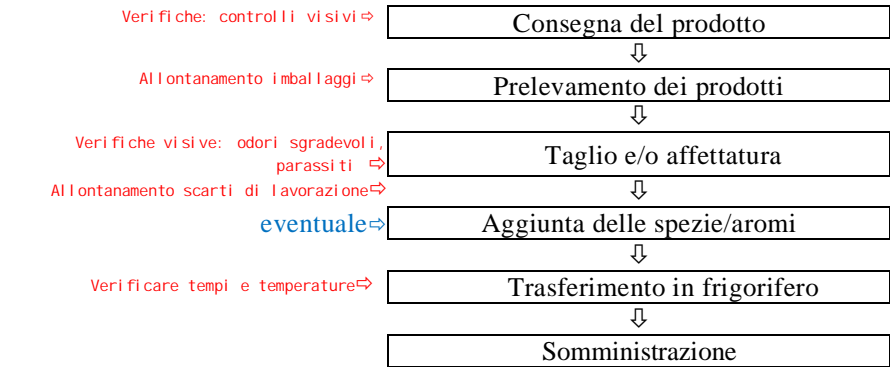 Verifiche: controlli visivi⇨ Consegna del prodotto
⇩
Allontanamento imballaggi⇨ Prelevamento dei prodotti
⇩
Verifiche visive: odori sgradevoli,
parassiti ⇨ Taglio e/o affettatura
Allontanamento scarti di lavorazione⇨ ⇩
eventuale⇨ Aggiunta delle spezie/aromi
⇩
Verificare tempi e temperature⇨ Trasferimento in frigorifero
⇩
Somministrazione